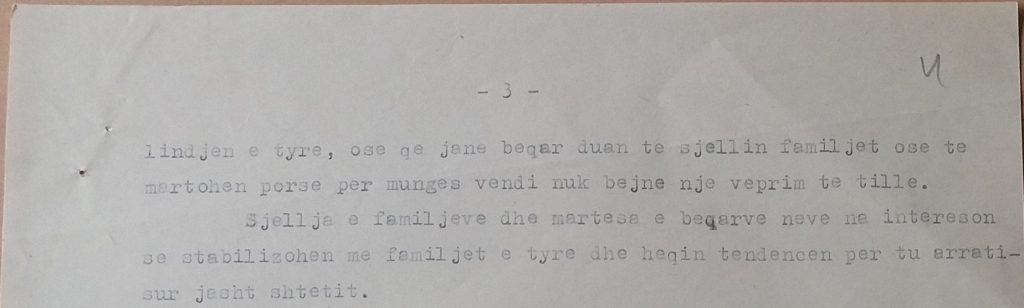 - 3 -
4
lindjen e tyre, ose qe jane beqar duan te sjellin familjet ose te
martohen porse per munges vendi nuk bejne nje veprim te tille.
Sjellja e familjeve dhe martesa e beqarve neve na intereson
se stabilizohen me familjet e tyre dhe heqin tendencen per tu arrati-
sur jasht shtetit.